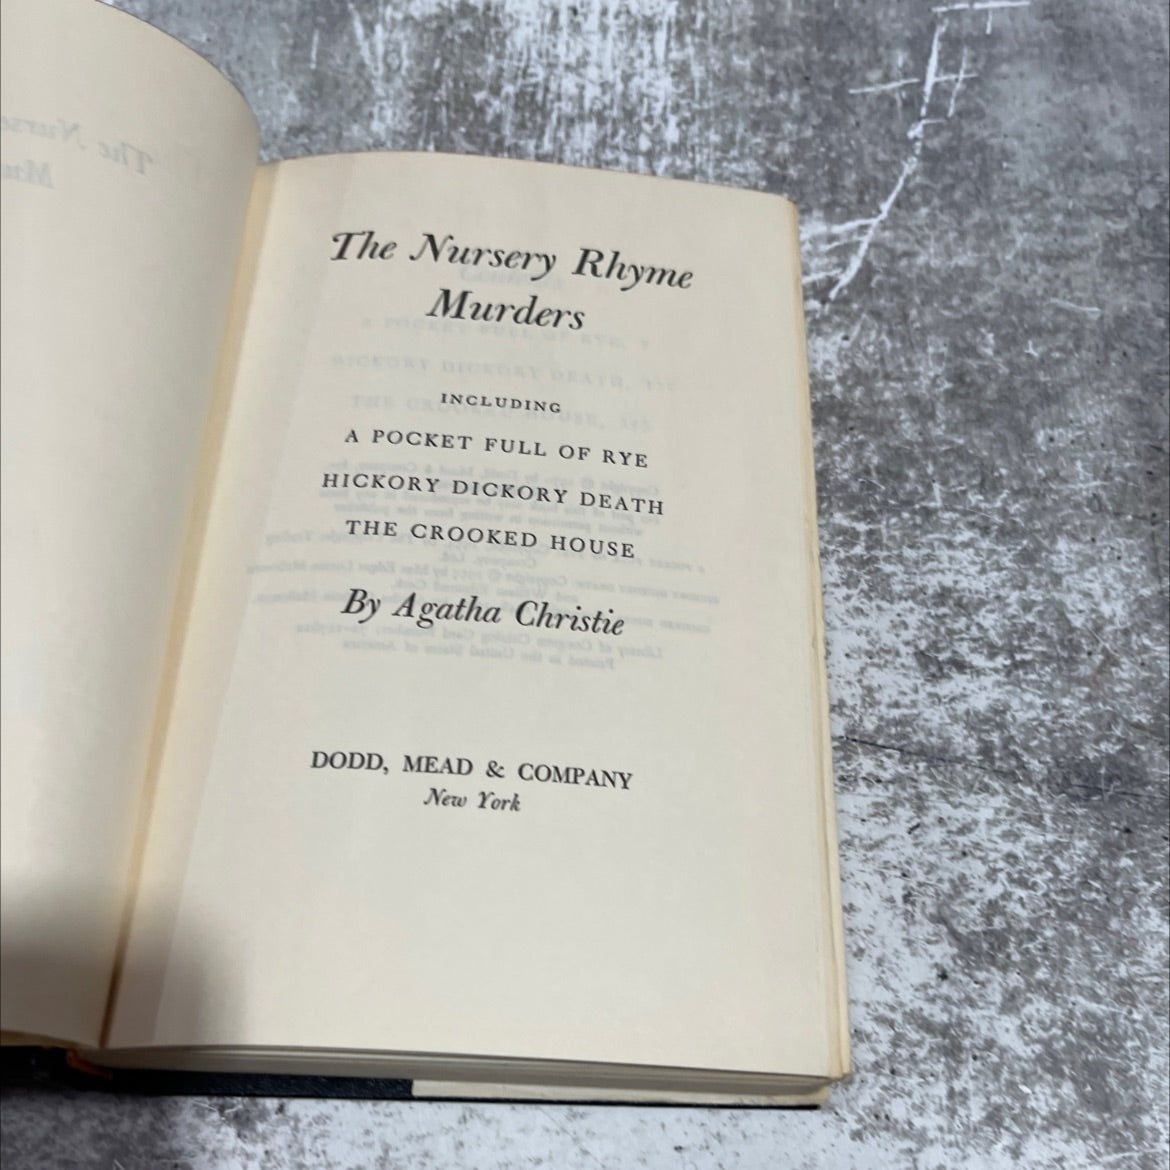 The Nursery Rhyme
Murders
INCLUDING
A POCKET FULL OF RYE
HICKORY DICKORY DEATH
THE CROOKED HOUSE
By Agatha Christie
DODD, MEAD & COMPANY
New York